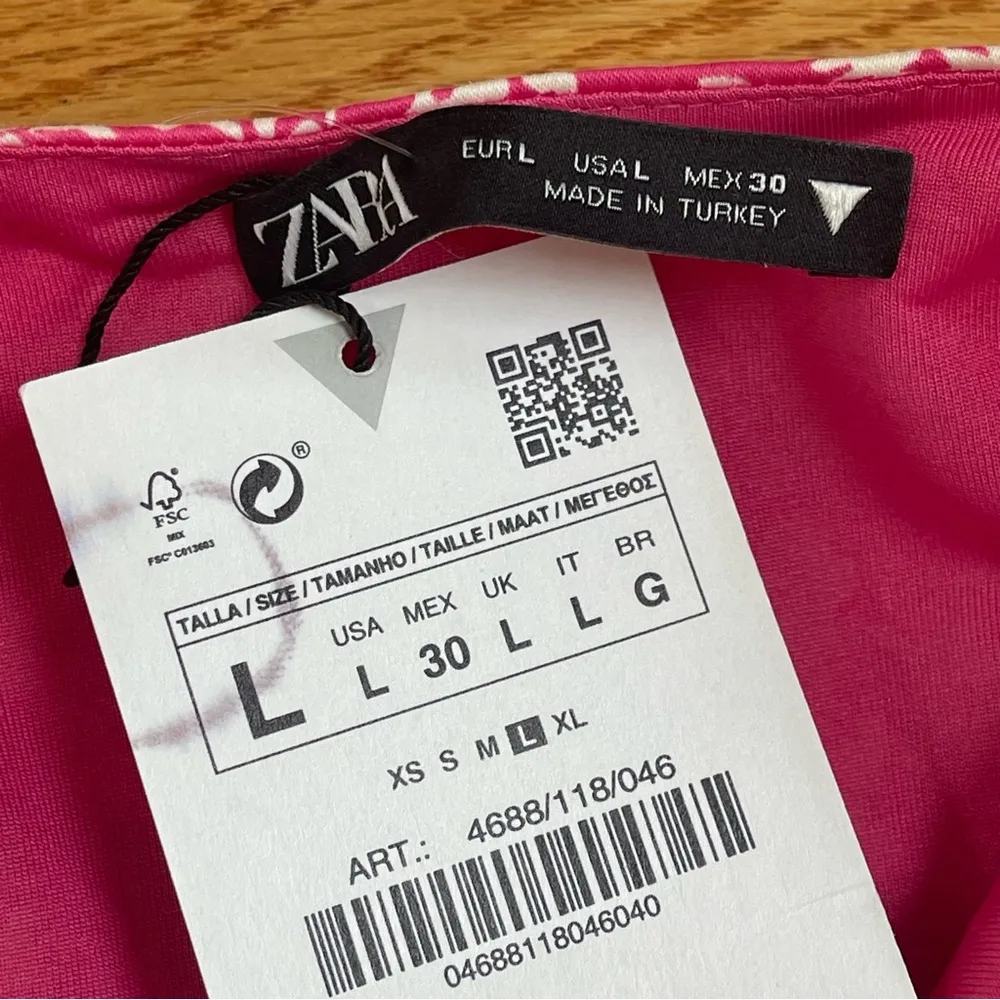 ZARA
EUR L USA L MEX 30
MADE IN TURKEY
FSC
MIX
FSC® C013603
®
TALLA / SIZE / TAMANHO / TAILLE / MAAT / ΜΕΓΕΘΟΣ
USA MEX UK IT BR
L L 30 L L G
XS S M L XL
ART.: 4688/118/046
04688118046040